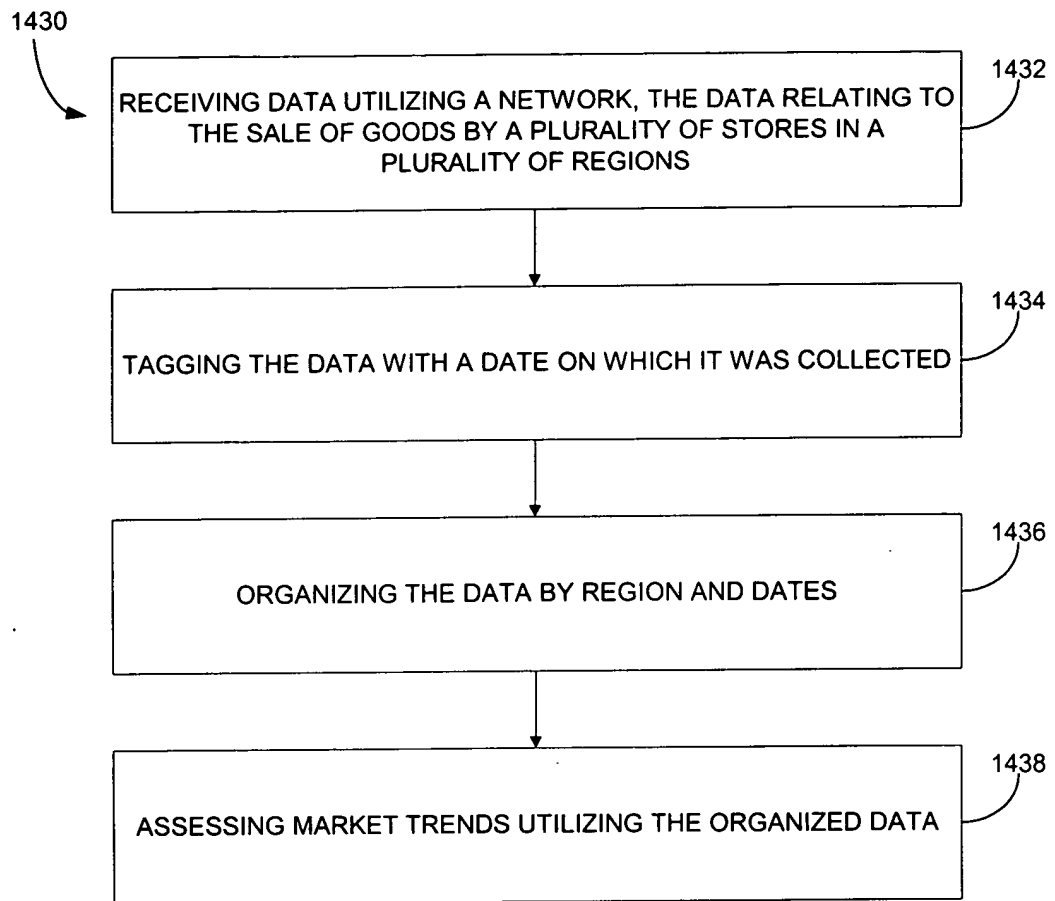 1430
1432
RECEIVING DATA UTILIZING A NETWORK, THE DATA RELATING TO
THE SALE OF GOODS BY A PLURALITY OF STORES IN A
PLURALITY OF REGIONS
1434
TAGGING THE DATA WITH A DATE ON WHICH IT WAS COLLECTED
1436
ORGANIZING THE DATA BY REGION AND DATES
1438
ASSESSING MARKET TRENDS UTILIZING THE ORGANIZED DATA